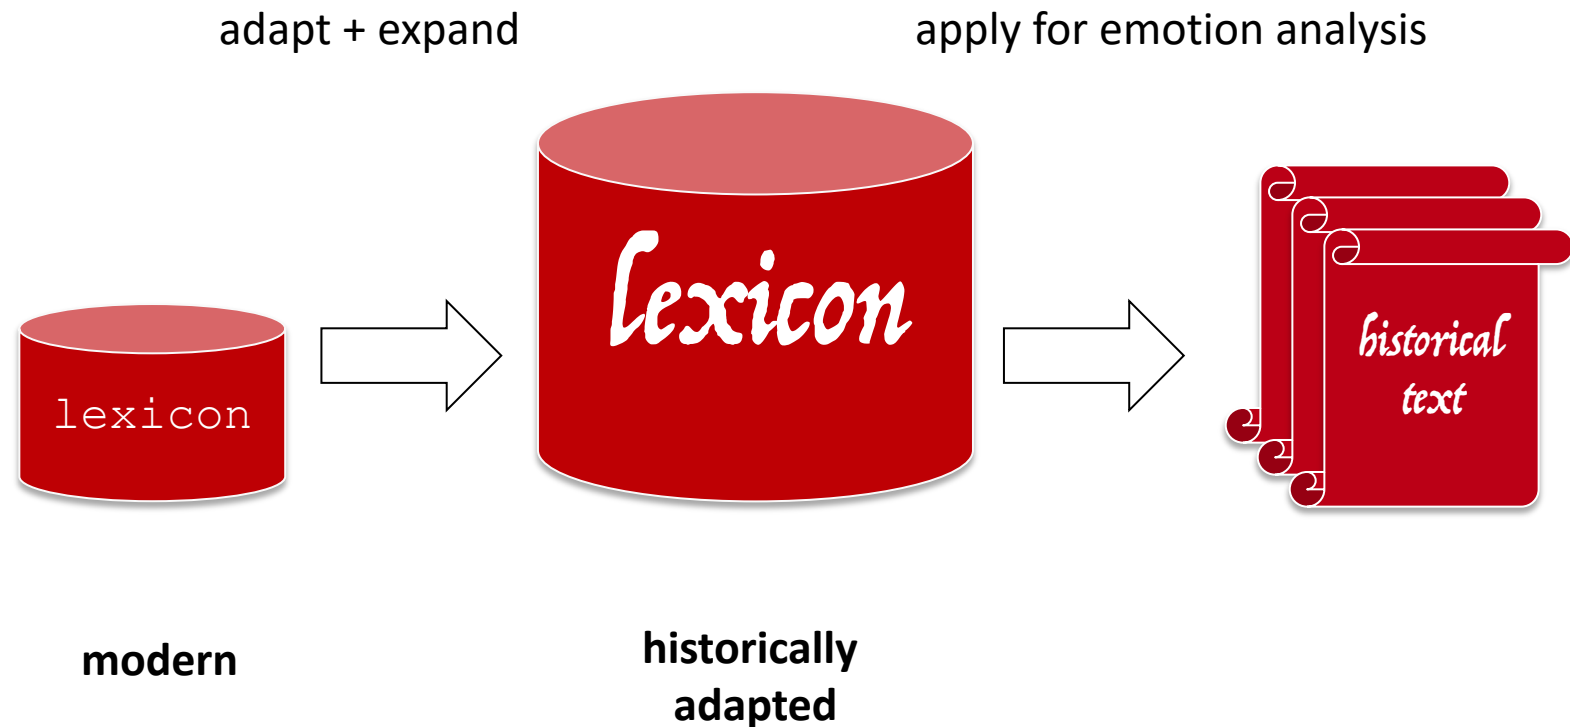 adapt + expand
apply for emotion analysis
lexicon
lexicon
historical
text
modern
historically
adapted